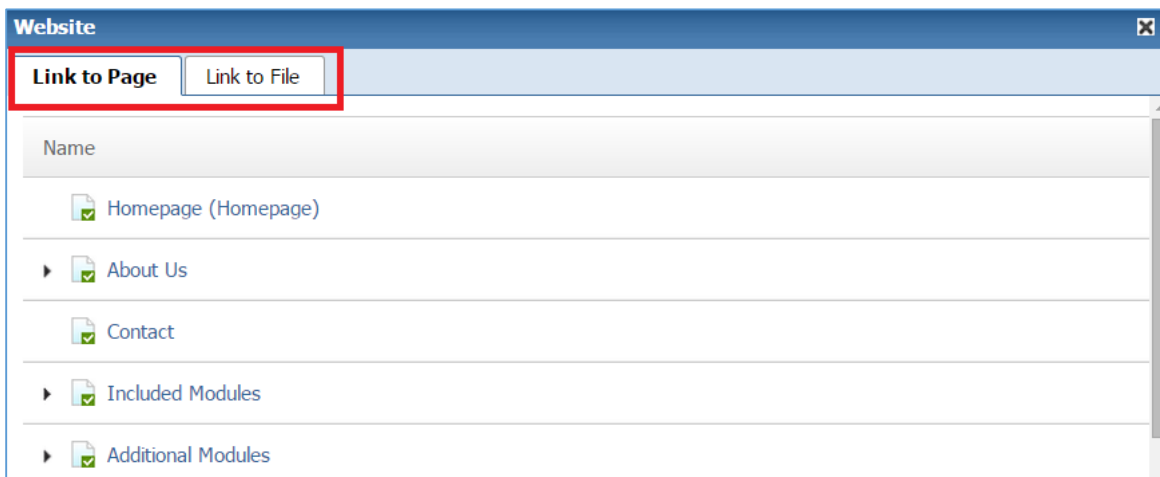 Website
Link to Page Link to File
Name
Homepage (Homepage)
About Us
Contact
Included Modules
Additional Modules